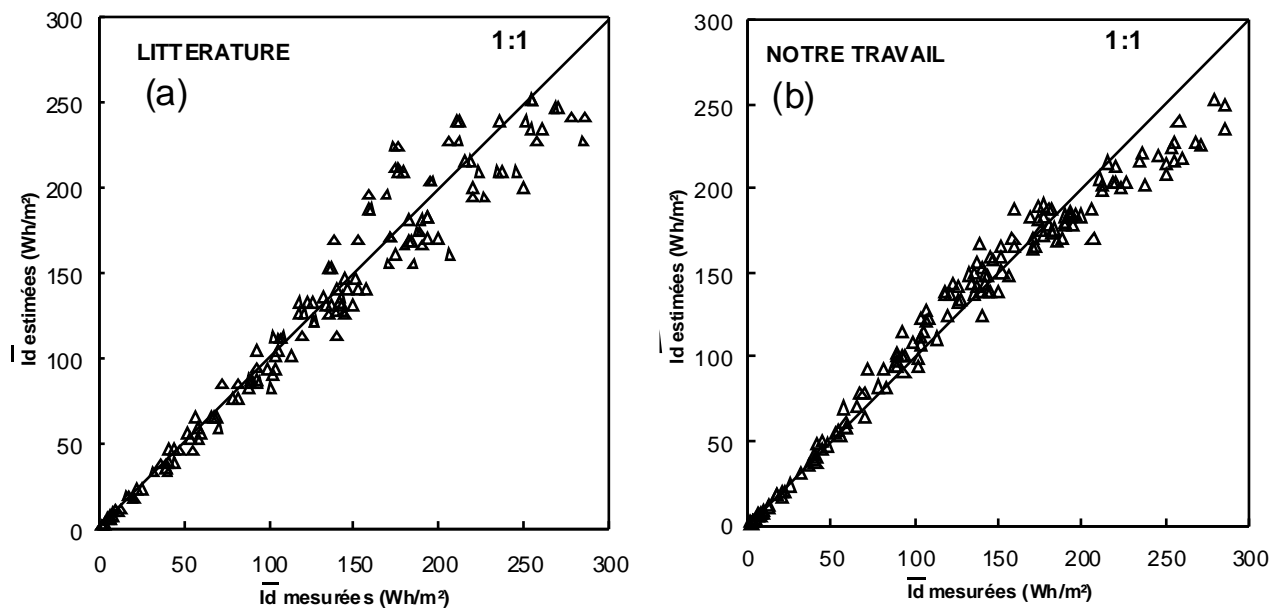 LITTERATURE
(a)
1:1
300
250
200
150
100
50
0
Id estimées (Wh/m²)
0 50 100 150 200 250 300
Id mesurées (Wh/m²)
NOTRE TRAVAIL
(b)
1:1
300
250
200
150
100
50
0
Id estimées (Wh/m²)
0 50 100 150 200 250 300
Id mesurées (Wh/m²)